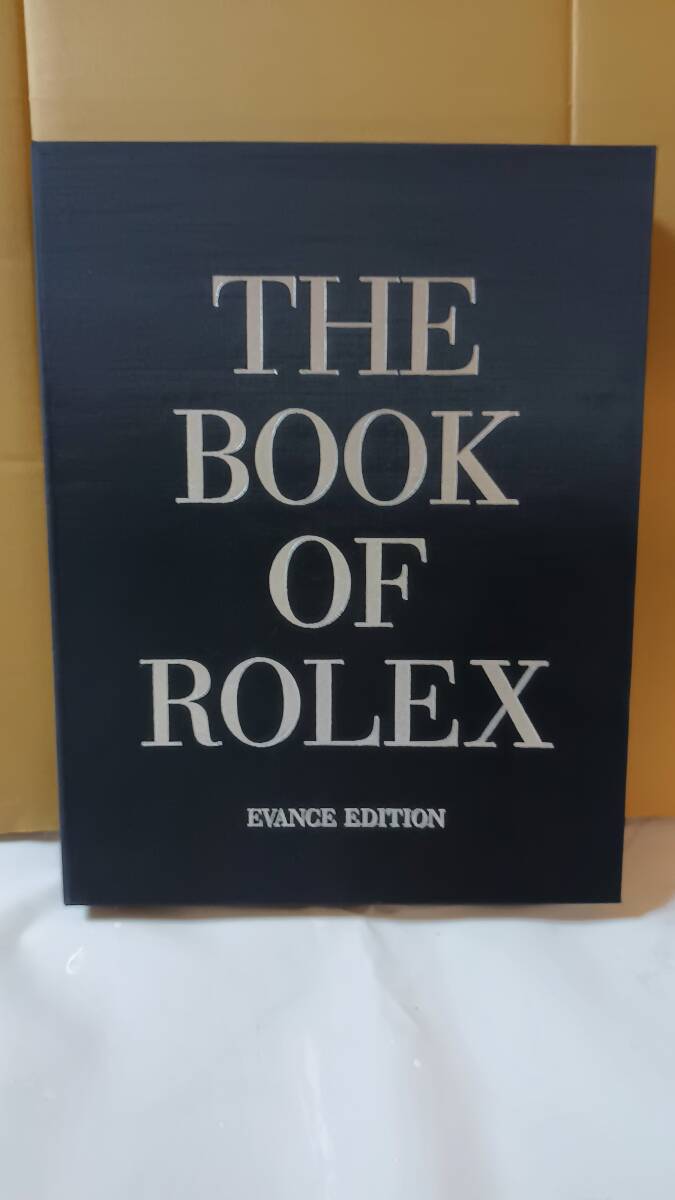 THE
BOOK
OF
ROLEX
EVANCE EDITION